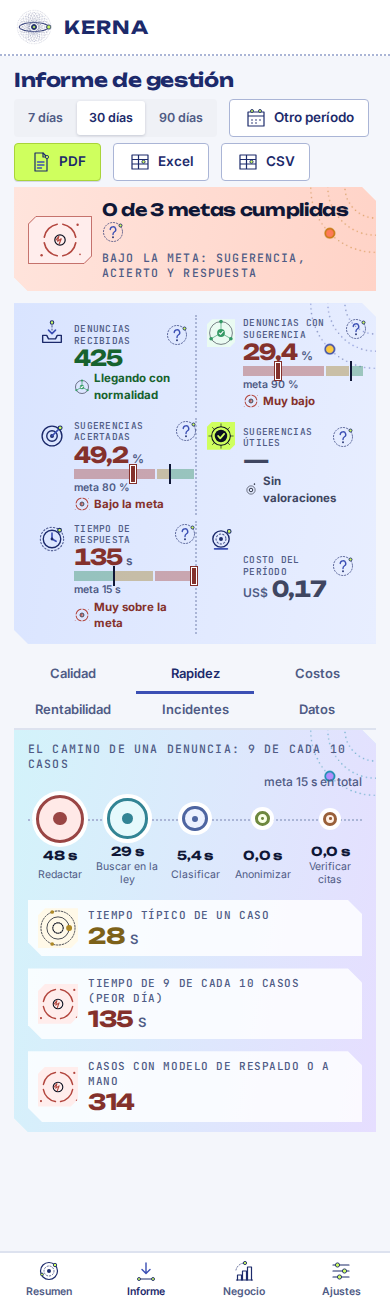 KERNA
Informe de gestión
7 días
30 días
90 días
Otro período
PDF
Excel
CSV
0 de 3 metas cumplidas
?
BAJO LA META: SUGERENCIA,
ACIERTO Y RESPUESTA
DENUNCIAS
RECIBIDAS
?
425
Llegando con
normalidad
DENUNCIAS CON
SUGERENCIA
?
29,4 %
meta 90 %
Muy bajo
SUGERENCIAS
ACERTADAS
?
49,2 %
meta 80 %
Bajo la meta
SUGERENCIAS
ÚTILES
?
—
Sin
valoraciones
TIEMPO DE
RESPUESTA
?
135 s
meta 15 s
Muy sobre la
meta
COSTO DEL
PERÍODO
?
US$ 0,17
Calidad
Rapidez
Costos
Rentabilidad
Incidentes
Datos
EL CAMINO DE UNA DENUNCIA: 9 DE CADA 10
CASOS
meta 15 s en total
48 s
Redactar
29 s
Buscar en la
ley
5,4 s
Clasificar
0,0 s
Anonimizar
0,0 s
Verificar
citas
TIEMPO TÍPICO DE UN CASO
28 s
TIEMPO DE 9 DE CADA 10 CASOS
(PEOR DÍA)
135 s
CASOS CON MODELO DE RESPALDO O A
MANO
314
Resumen
Informe
Negocio
Ajustes